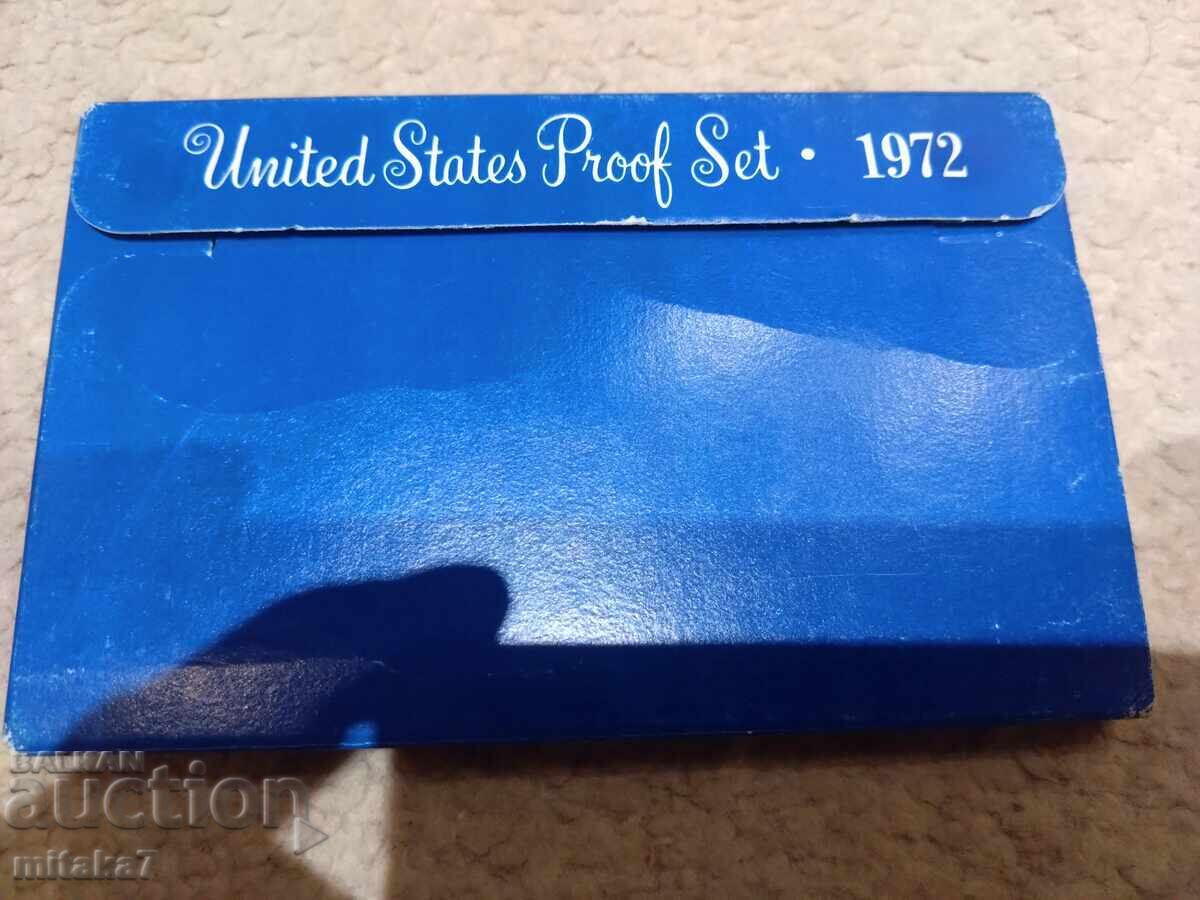 United States Proof Set • 1972
BALKAN
auction
mitaka7